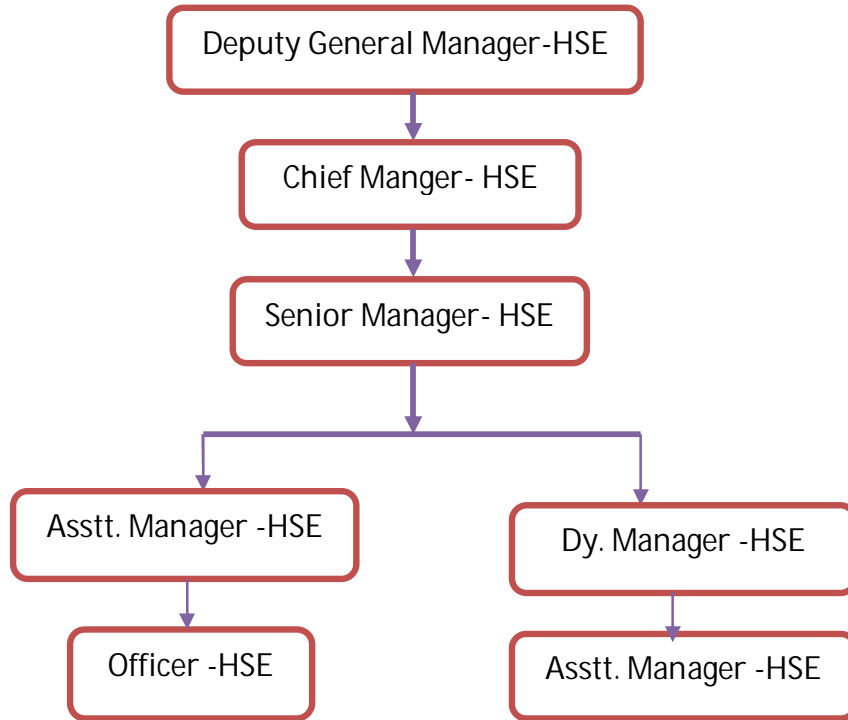 Deputy General Manager-HSE
Chief Manger- HSE
Senior Manager- HSE
Asstt. Manager -HSE
Dy. Manager -HSE
Officer -HSE
Asstt. Manager -HSE